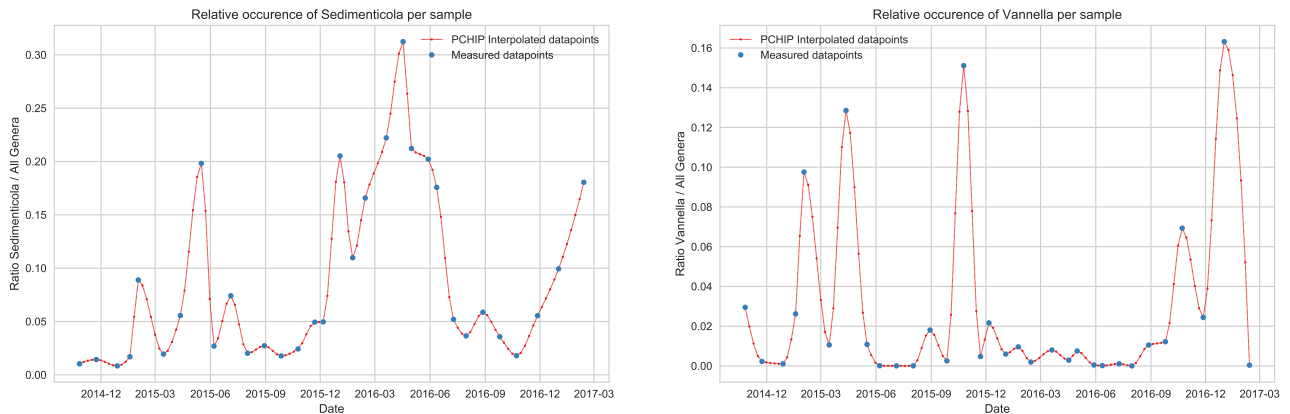 Relative occurence of Sedimenticola per sample
PCHIP Interpolated datapoints
Measured datapoints
Ratio Sedimenticola / All Genera
0.30
0.25
0.20
0.15
0.10
0.05
0.00
2014-12 2015-03 2015-06 2015-09 2015-12 2016-03 2016-06 2016-09 2016-12 2017-03
Date
Relative occurence of Vannella per sample
PCHIP Interpolated datapoints
Measured datapoints
Ratio Vannella / All Genera
0.16
0.14
0.12
0.10
0.08
0.06
0.04
0.02
0.00
2014-12 2015-03 2015-06 2015-09 2015-12 2016-03 2016-06 2016-09 2016-12 2017-03
Date